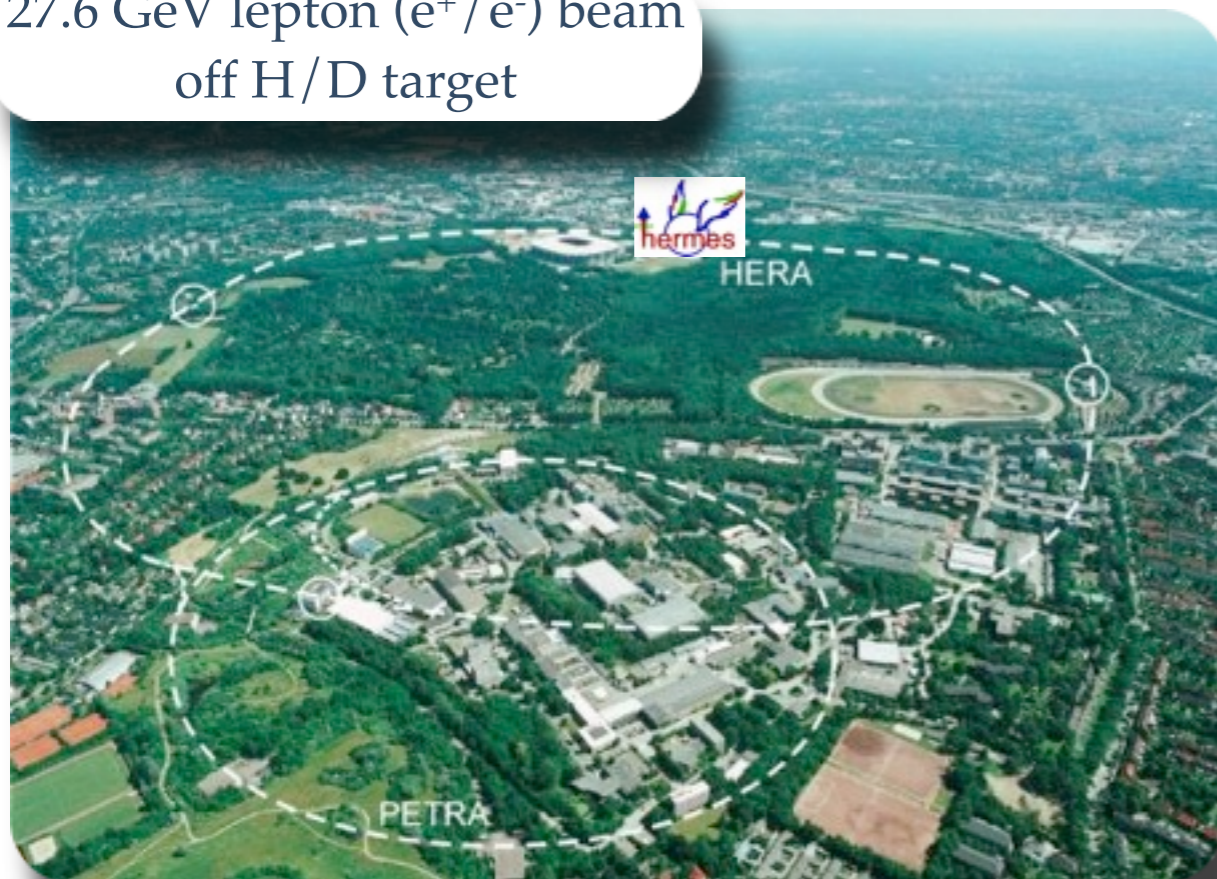 27.6 GeV lepton (e⁺/e⁻) beam
off H/D target
hermes
HERA
PETRA